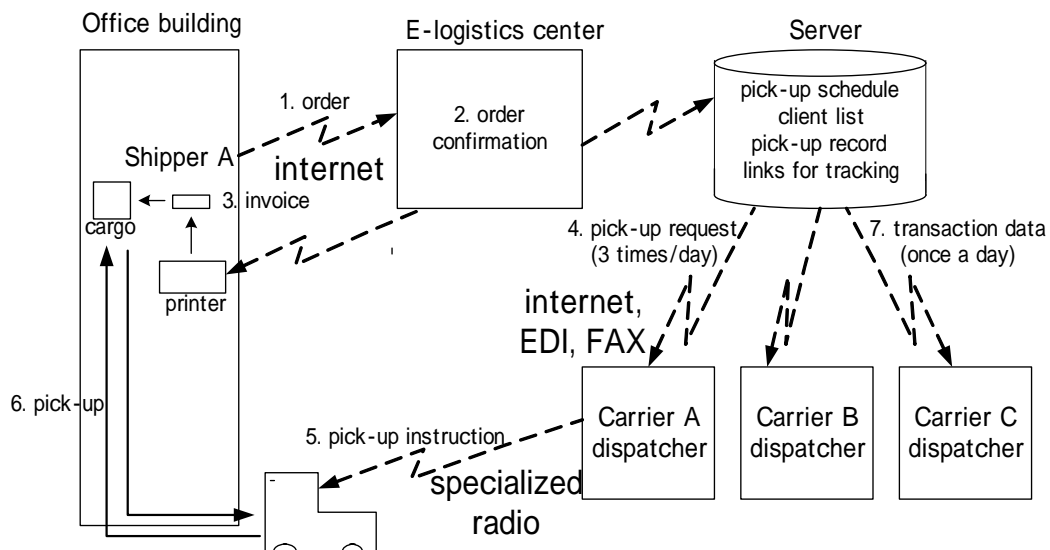 Office building
E-logistics center
Server
1. order
2. order
confirmation
pick-up schedule
client list
pick-up record
links for tracking
Shipper A
internet
3. invoice
cargo
printer
4. pick-up request
(3 times/day)
7. transaction data
(once a day)
internet,
EDI, FAX
6. pick-up
5. pick-up instruction
Carrier A
dispatcher
Carrier B
dispatcher
Carrier C
dispatcher
specialized
radio